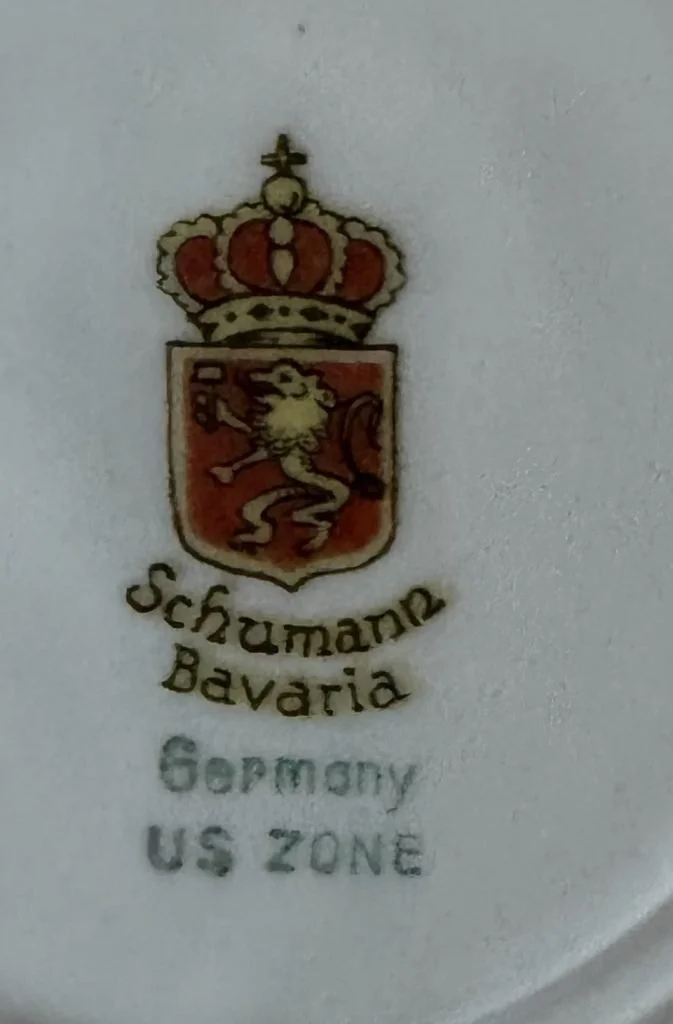 Schumann
Bavaria
Germany
US ZONE